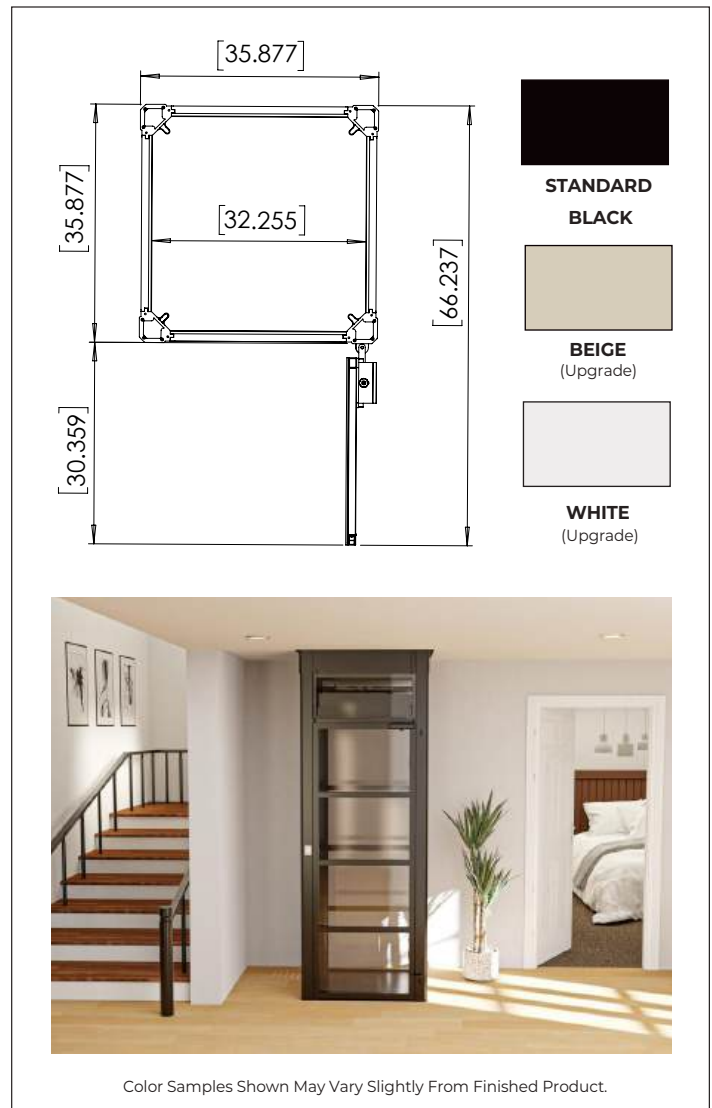 [35.877]
[35.877]
[32.255]
[66.237]
[30.359]
STANDARD
BLACK
BEIGE
(Upgrade)
WHITE
(Upgrade)
Color Samples Shown May Vary Slightly From Finished Product.